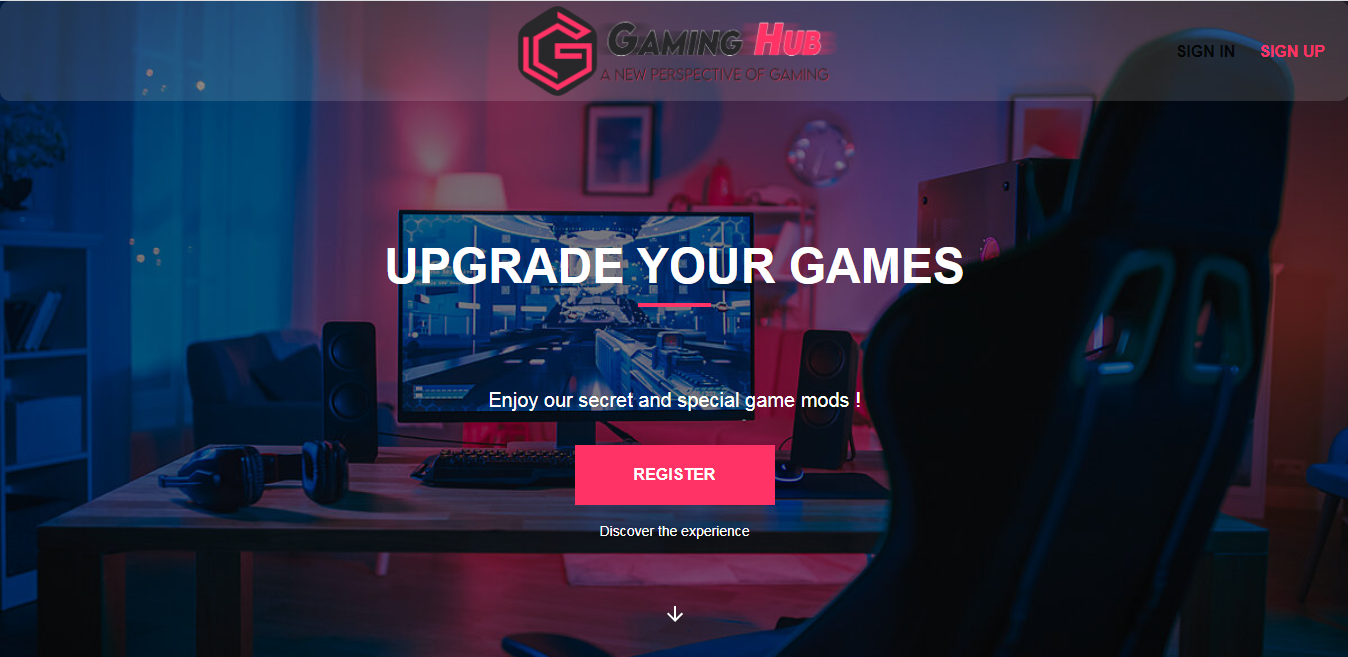 GAMING HUB
A NEW PERSPECTIVE OF GAMING
SIGN IN SIGN UP
UPGRADE YOUR GAMES
Enjoy our secret and special game mods !
REGISTER
Discover the experience